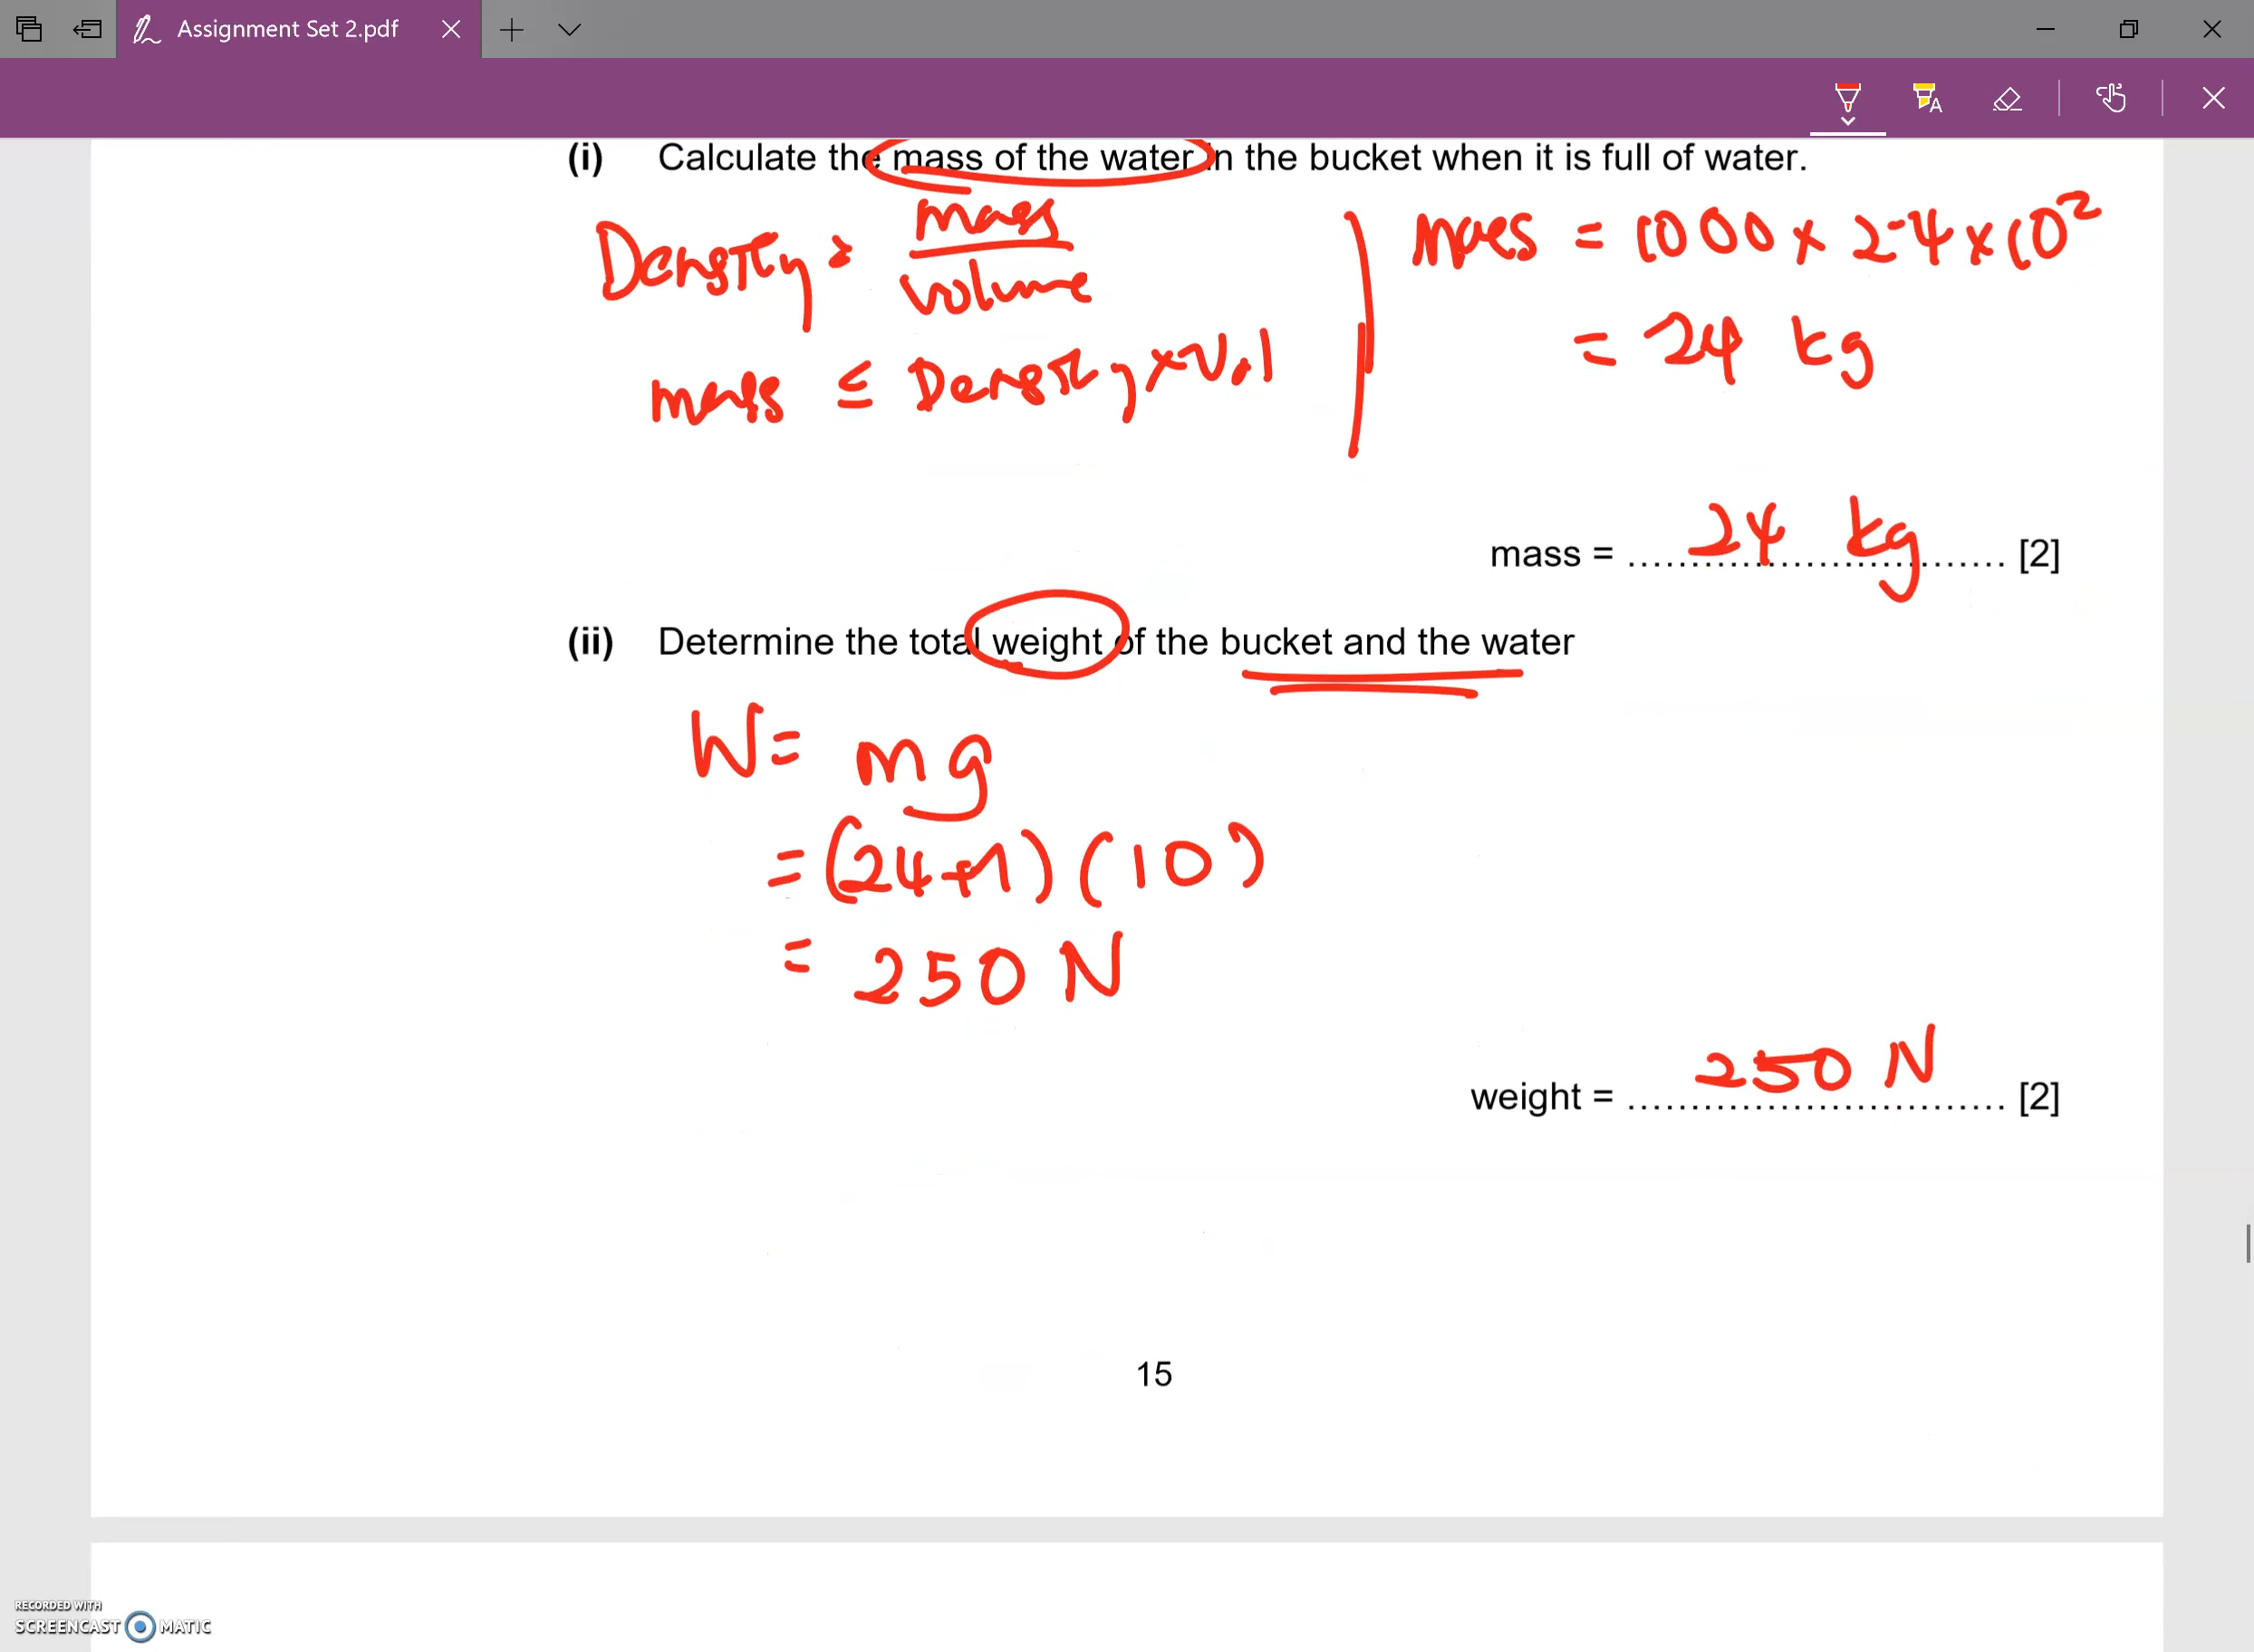 Assignment Set 2.pdf
(i) Calculate the mass of the water in the bucket when it is full of water.
Density = mass / volume
mass = Density × Vol
Mass = 1000 × 2.4 × 10²
= 24 kg
mass = 24 kg [2]
(ii) Determine the total weight of the bucket and the water
W = mg
= (24+1) (10)
= 250 N
weight = 250 N [2]
15
RECORDED WITH
SCREENCAST MATIC